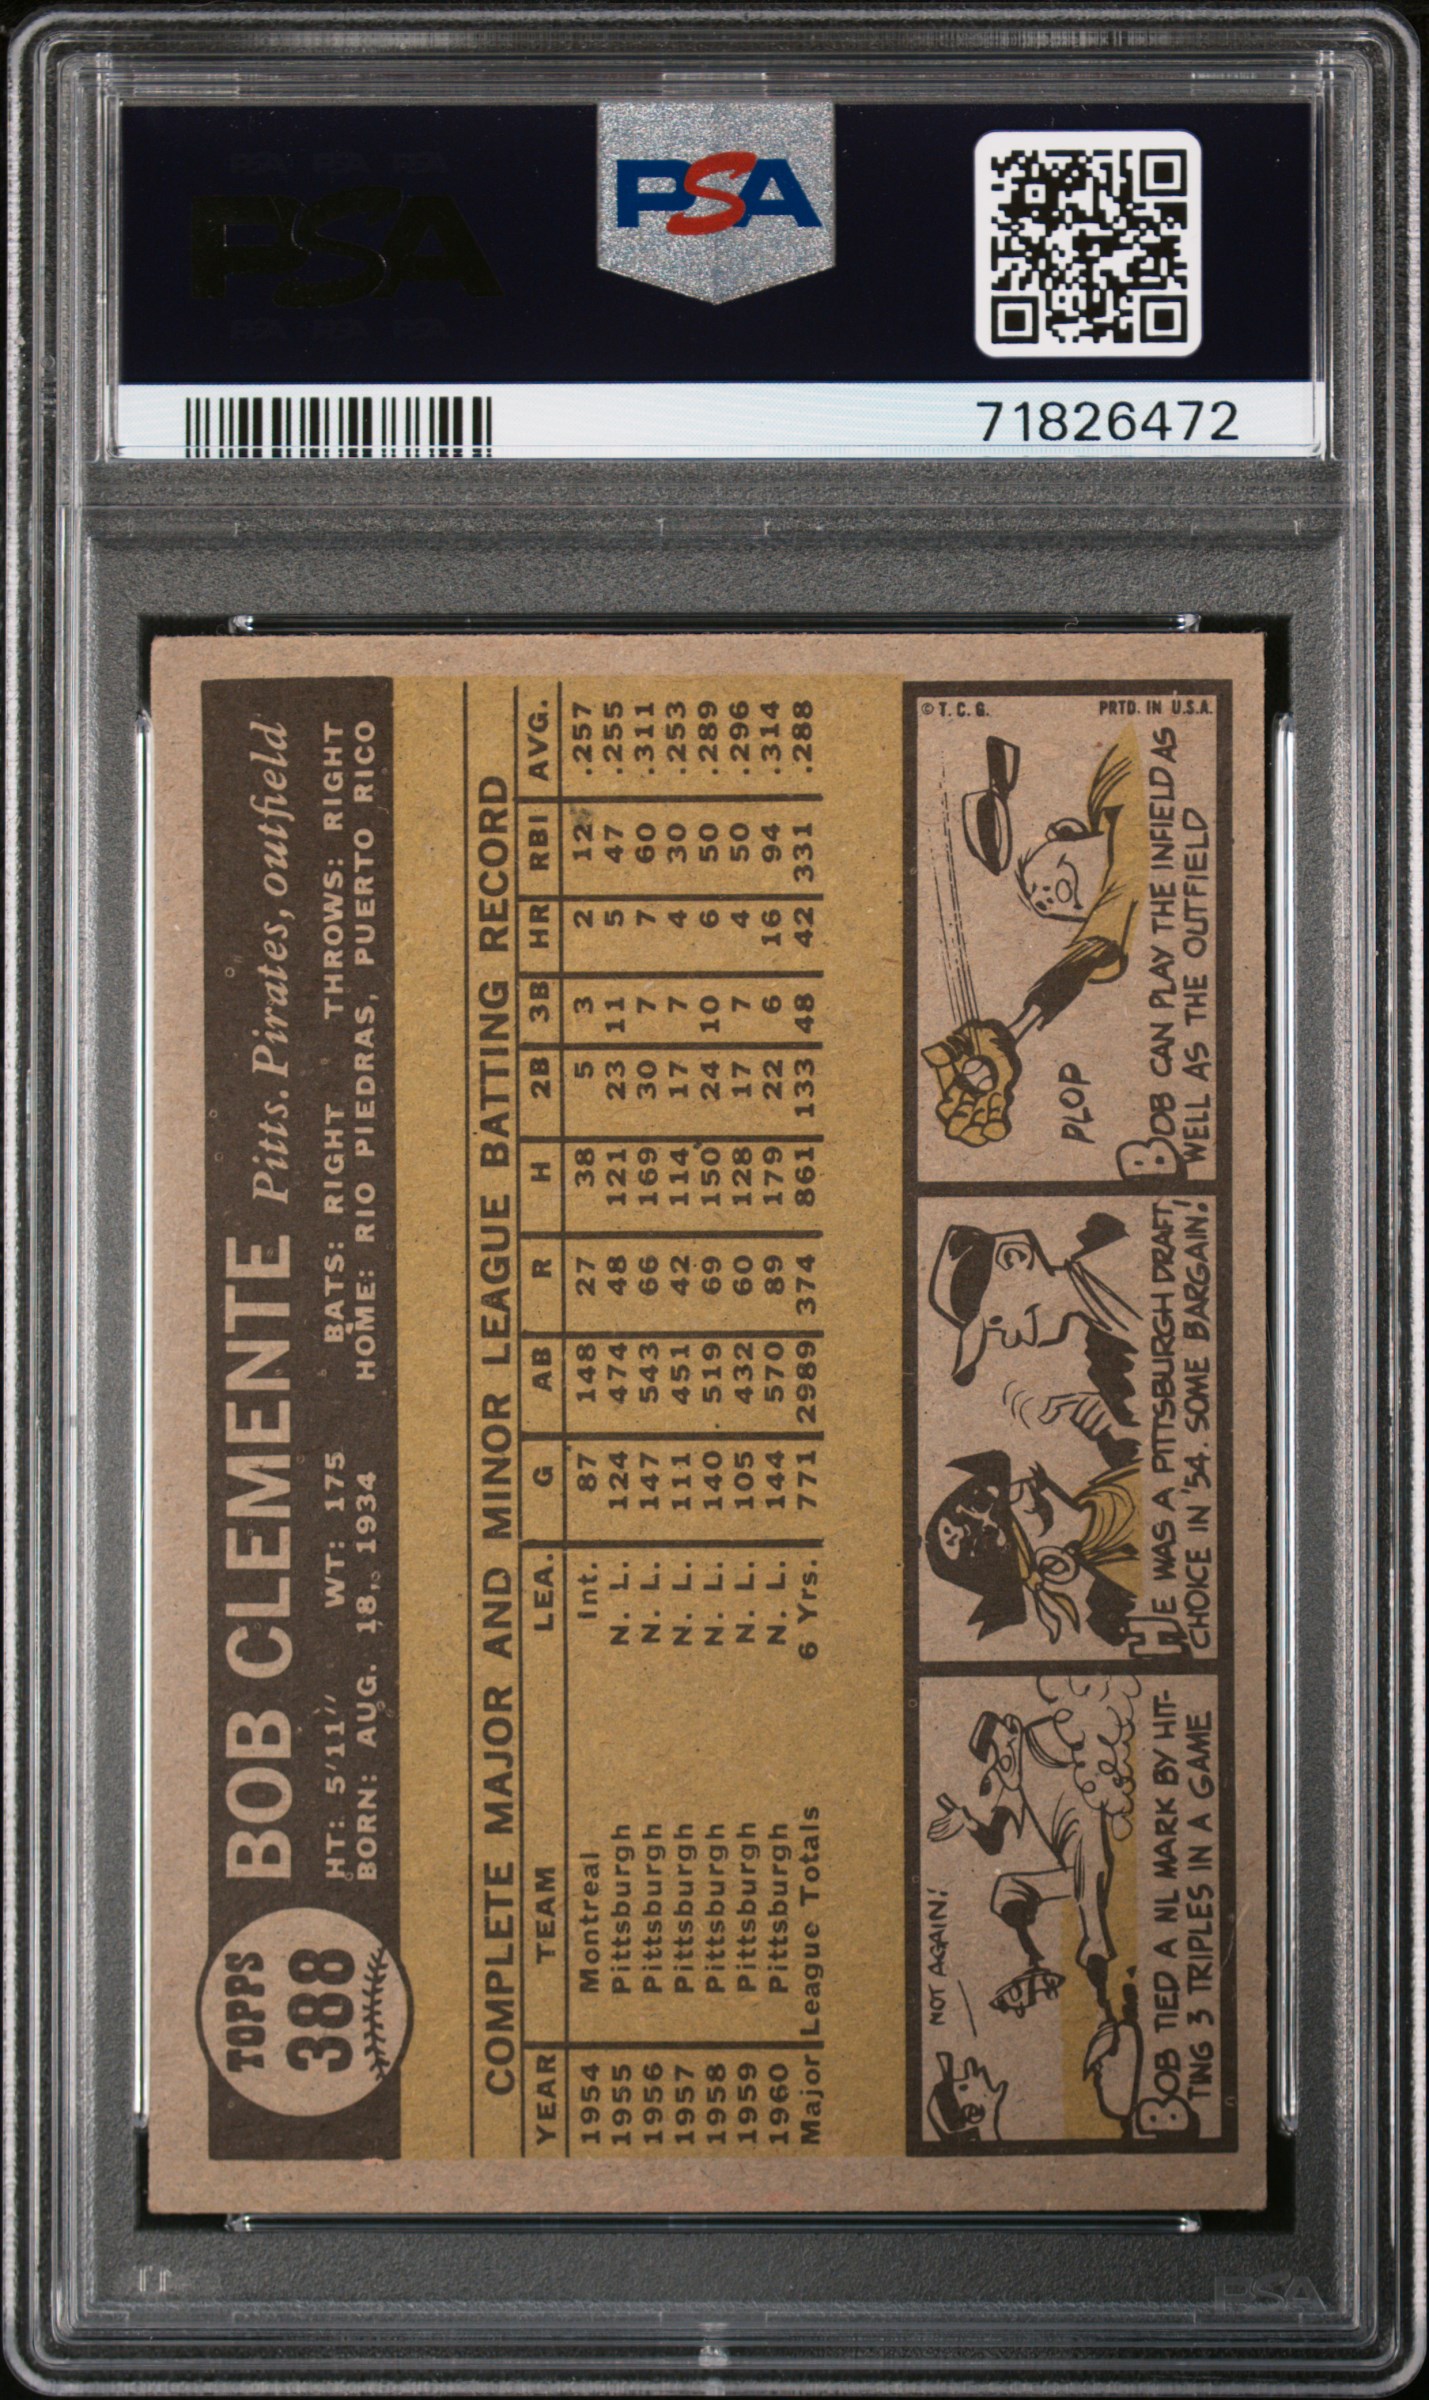 PSA
PSA
71826472
TOPPS
388
BOB CLEMENTE Pitts. Pirates, outfield
HT: 5'11" WT: 175 BATS: RIGHT THROWS: RIGHT
BORN: AUG. 18, 1934 HOME: RIO PIEDRAS, PUERTO RICO
COMPLETE MAJOR AND MINOR LEAGUE BATTING RECORD
YEAR TEAM LEA. G AB R H 2B 3B HR RBI AVG.
1954 Montreal Int. 87 148 27 38 5 3 2 12 .257
1955 Pittsburgh N. L. 124 474 48 121 23 11 5 47 .255
1956 Pittsburgh N. L. 147 543 66 169 30 7 7 60 .311
1957 Pittsburgh N. L. 111 451 42 114 17 7 4 30 .253
1958 Pittsburgh N. L. 140 519 69 150 24 10 6 50 .289
1959 Pittsburgh N. L. 105 432 60 128 17 7 4 50 .296
1960 Pittsburgh N. L. 144 570 89 179 22 6 16 94 .314
Major League Totals 6 Yrs. 771 2989 374 861 133 48 42 331 .288
NOT AGAIN!
BOB TIED A NL MARK BY HIT-
TING 3 TRIPLES IN A GAME
HE WAS A PITTSBURGH DRAFT
CHOICE IN '54. SOME BARGAIN!
© T. C. G. PRTD. IN U.S.A.
PLOP
BOB CAN PLAY THE INFIELD AS
WELL AS THE OUTFIELD
PSA